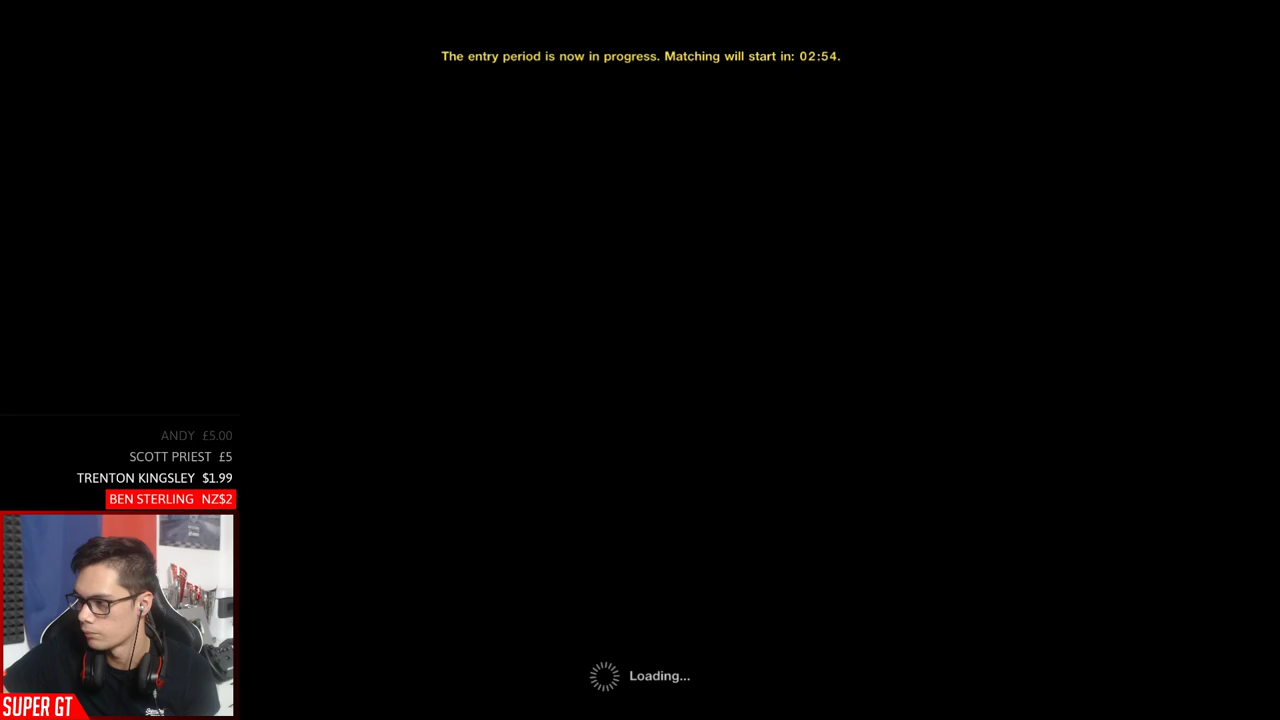 The entry period is now in progress. Matching will start in: 02:54.
ANDY £5.00
SCOTT PRIEST £5
TRENTON KINGSLEY $1.99
BEN STERLING NZ$2
SUPER GT
Loading...